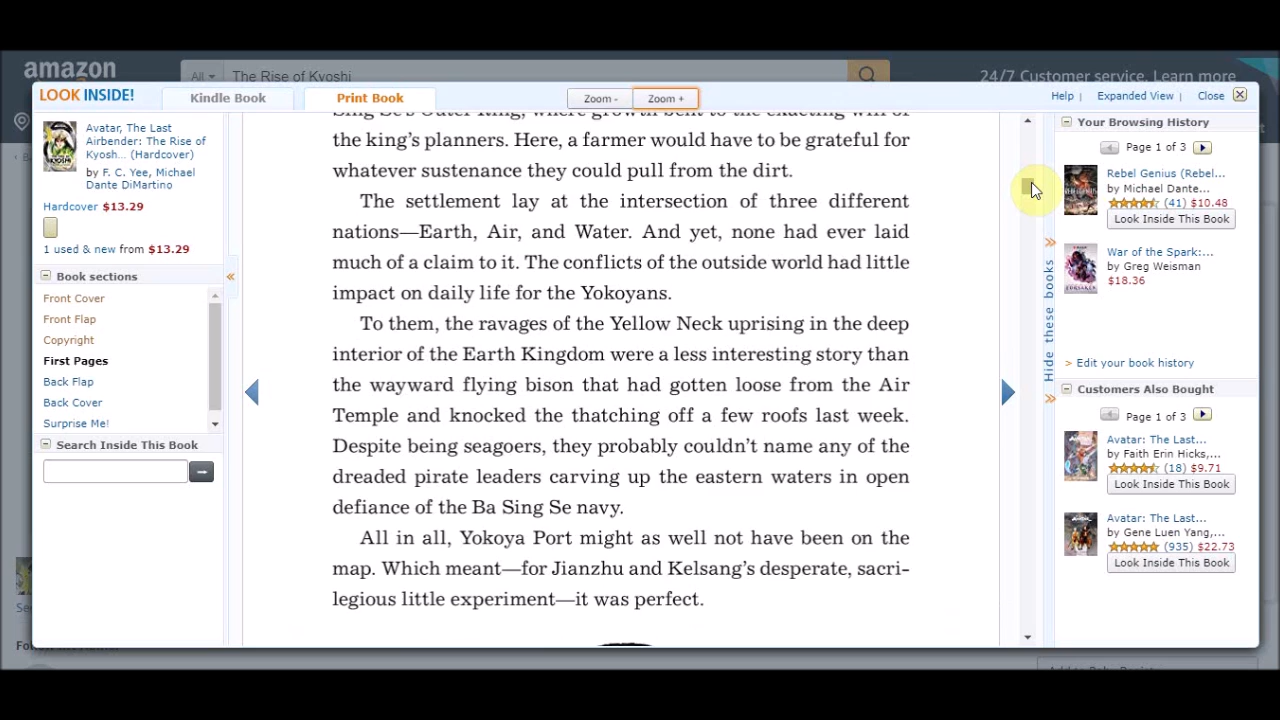 amazon
All
The Rise of Kyoshi
24/7 Customer service. Learn more
LOOK INSIDE!
Kindle Book
Print Book
Zoom -
Zoom +
Help |
Expanded View |
Close
Avatar, The Last
Airbender: The Rise of
Kyosh... (Hardcover)
by F. C. Yee, Michael
Dante DiMartino
Hardcover $13.29
1 used & new from $13.29
Book sections
Front Cover
Front Flap
Copyright
First Pages
Back Flap
Back Cover
Surprise Me!
Search Inside This Book
Sing Se's Outer Ring, where growth bent to the exacting will of
the king's planners. Here, a farmer would have to be grateful for
whatever sustenance they could pull from the dirt.
The settlement lay at the intersection of three different
nations—Earth, Air, and Water. And yet, none had ever laid
much of a claim to it. The conflicts of the outside world had little
impact on daily life for the Yokoyans.
To them, the ravages of the Yellow Neck uprising in the deep
interior of the Earth Kingdom were a less interesting story than
the wayward flying bison that had gotten loose from the Air
Temple and knocked the thatching off a few roofs last week.
Despite being seagoers, they probably couldn't name any of the
dreaded pirate leaders carving up the eastern waters in open
defiance of the Ba Sing Se navy.
All in all, Yokoya Port might as well not have been on the
map. Which meant—for Jianzhu and Kelsang's desperate, sacri-
legious little experiment—it was perfect.
Hide these books
Your Browsing History
Page 1 of 3
Rebel Genius (Rebel...
by Michael Dante...
(41) $10.48
Look Inside This Book
War of the Spark:...
by Greg Weisman
$18.36
> Edit your book history
Customers Also Bought
Page 1 of 3
Avatar: The Last...
by Faith Erin Hicks,...
(18) $9.71
Look Inside This Book
Avatar: The Last...
by Gene Luen Yang,...
(935) $22.73
Look Inside This Book